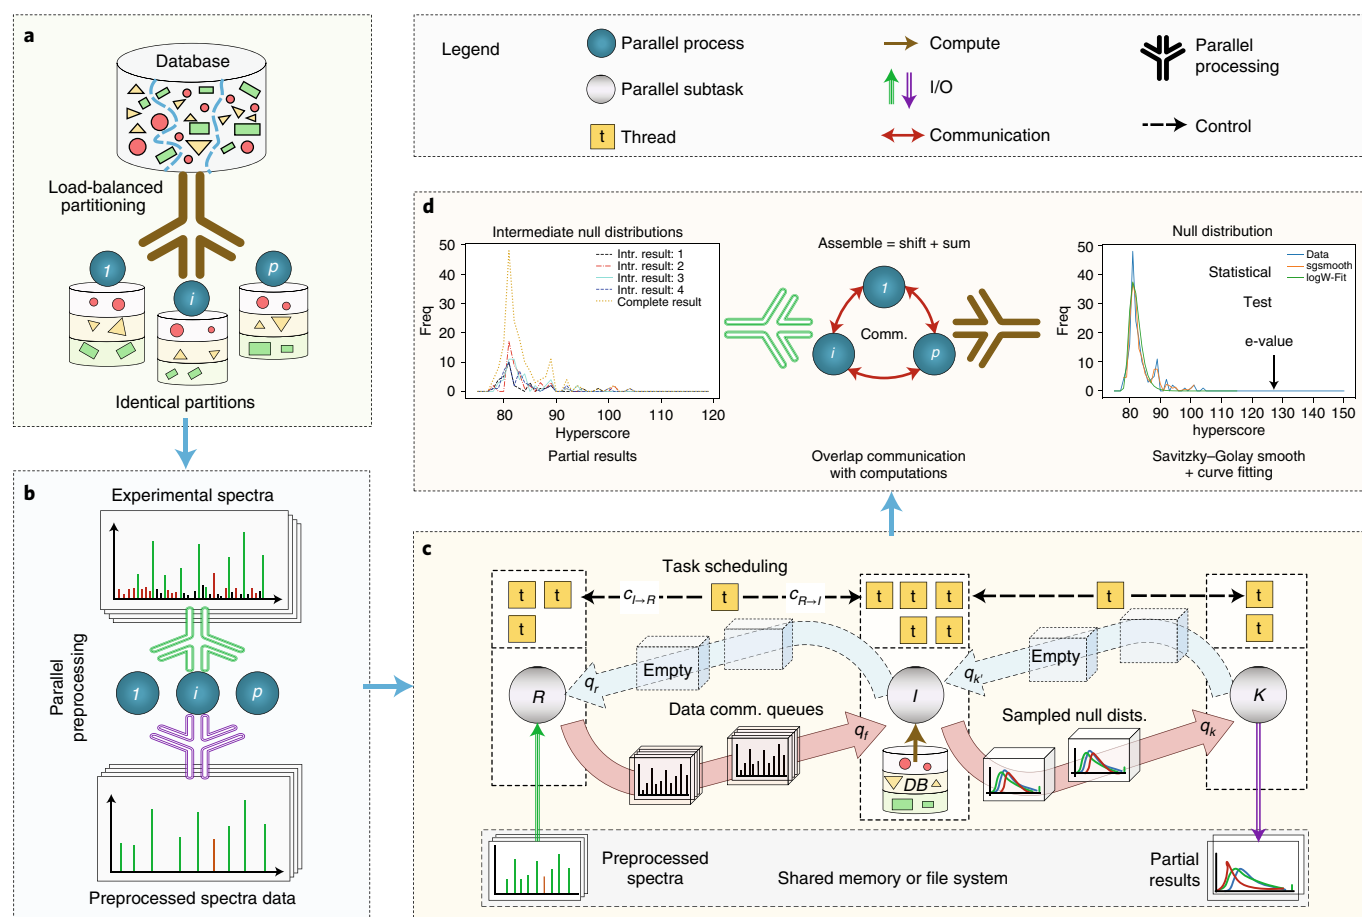 a
Database
Load-balanced
partitioning
1
i
p
Identical partitions
Legend
Parallel process
Parallel subtask
t
Thread
Compute
I/O
Communication
Parallel
processing
Control
b
Experimental spectra
Parallel
preprocessing
1
i
p
Preprocessed spectra data
d
Intermediate null distributions
50
40
30
20
10
0
Freq
Intr. result: 1
Intr. result: 2
Intr. result: 3
Intr. result: 4
Complete result
80 90 100 110 120
Hyperscore
Partial results
Assemble = shift + sum
1
i
p
Comm.
Overlap communication
with computations
Null distribution
50
40
30
20
10
0
Freq
Data
sgsmooth
logW-Fit
Statistical
Test
e-value
80 90 100 110 120 130 140 150
hyperscore
Savitzky–Golay smooth
+ curve fitting
c
Task scheduling
t t
t
c I→R
t
c R→I
t t t
t t
t
t
t
Empty
q r
R
Data comm. queues
q f
I
DB
Empty
q k'
Sampled null dists.
q k
K
Preprocessed
spectra
Shared memory or file system
Partial
results